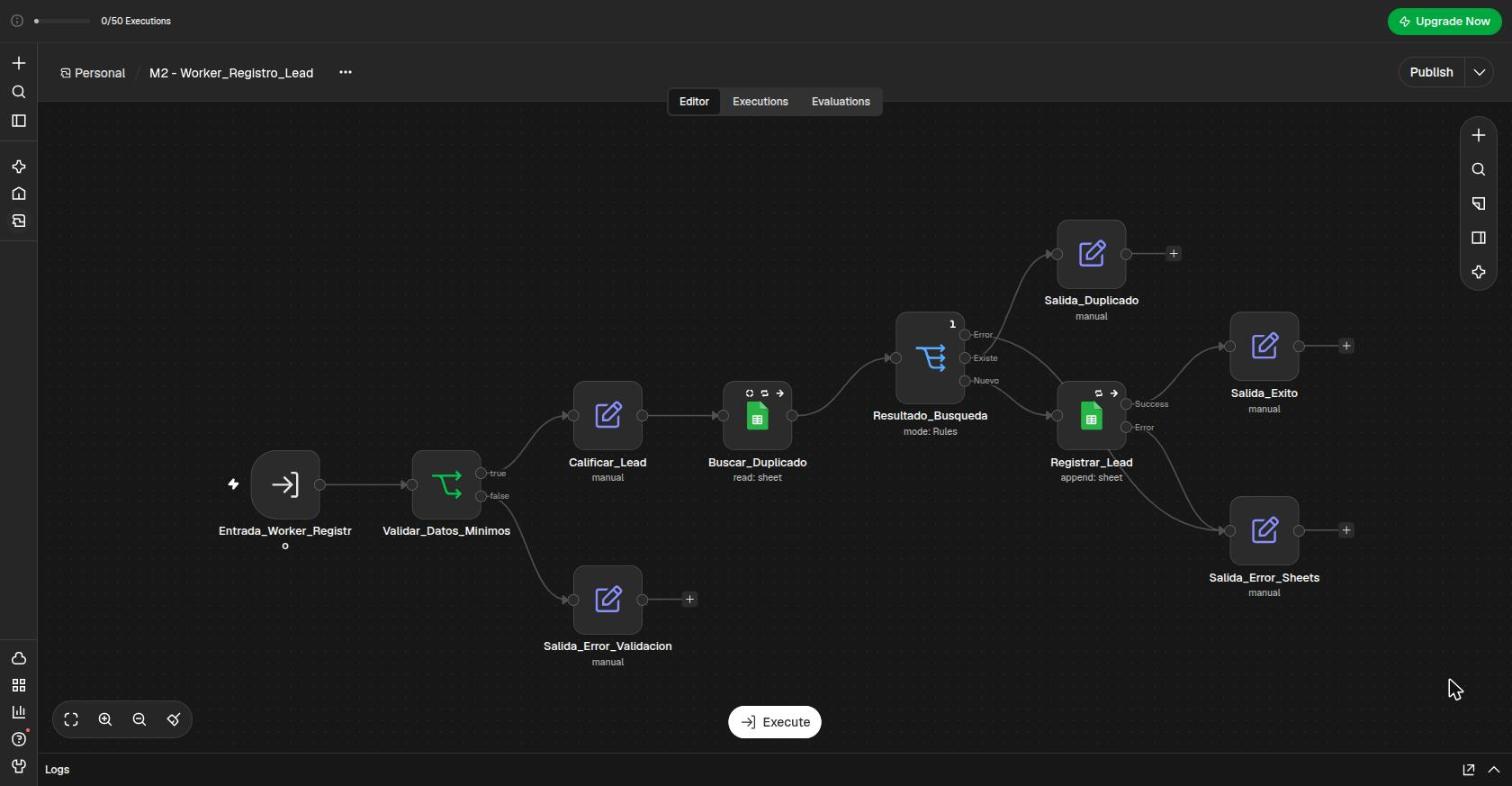 0/50 Executions
Upgrade Now
Personal / M2 - Worker_Registro_Lead ...
Publish
Editor
Executions
Evaluations
Salida_Duplicado
manual
1
Error
Existe
Nuevo
Resultado_Busqueda
mode: Rules
Salida_Exito
manual
Success
Error
Registrar_Lead
append: sheet
Calificar_Lead
manual
Buscar_Duplicado
read: sheet
true
false
Entrada_Worker_Registr
o
Validar_Datos_Minimos
Salida_Error_Sheets
manual
Salida_Error_Validacion
manual
Execute
Logs